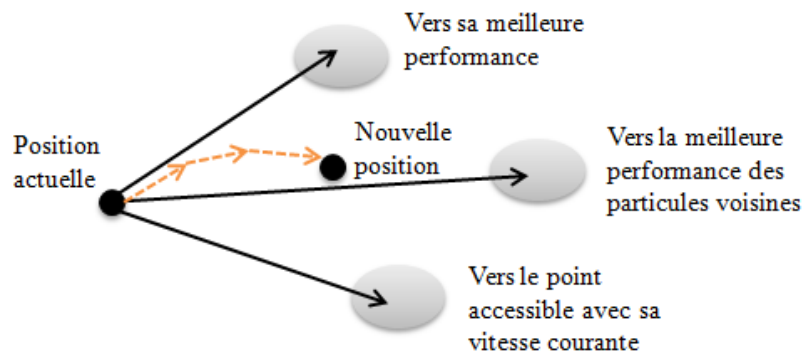 Vers sa meilleure
performance
Position
actuelle
Nouvelle
position
Vers la meilleure
performance des
particules voisines
Vers le point
accessible avec sa
vitesse courante